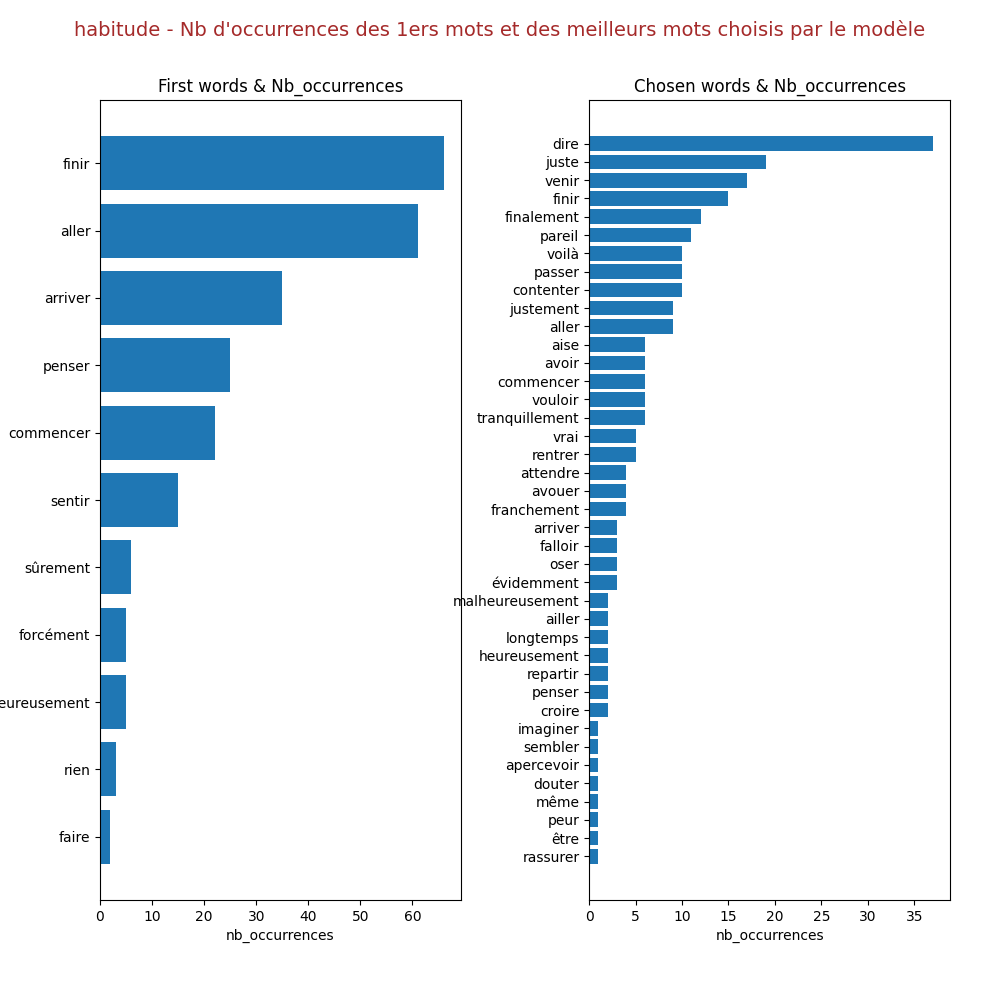 habitude - Nb d'occurrences des 1ers mots et des meilleurs mots choisis par le modèle
First words & Nb_occurrences
finir
aller
arriver
penser
commencer
sentir
sûrement
forcément
eureusement
rien
faire
0 10 20 30 40 50 60
nb_occurrences
Chosen words & Nb_occurrences
dire
juste
venir
finir
finalement
pareil
voilà
passer
contenter
justement
aller
aise
avoir
commencer
vouloir
tranquillement
vrai
rentrer
attendre
avouer
franchement
arriver
falloir
oser
évidemment
malheureusement
ailler
longtemps
heureusement
repartir
penser
croire
imaginer
sembler
apercevoir
douter
même
peur
être
rassurer
0 5 10 15 20 25 30 35
nb_occurrences